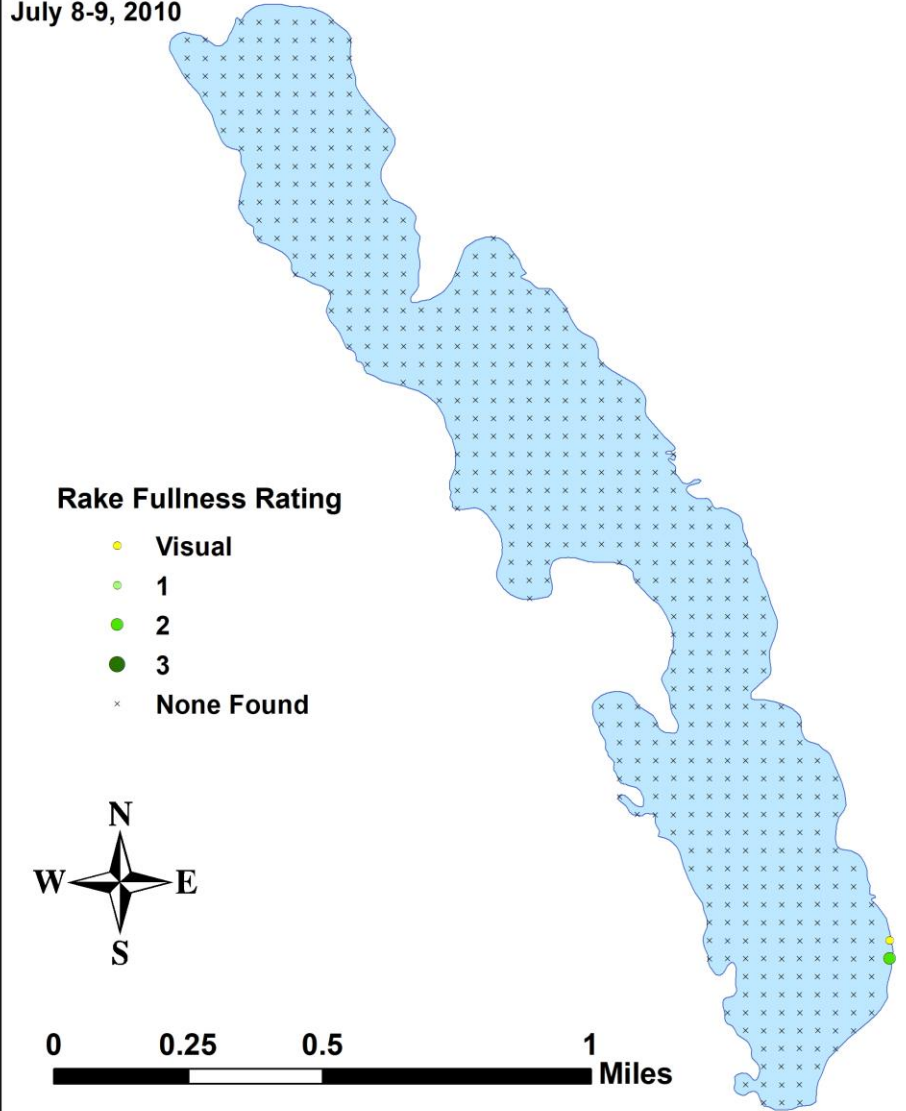 July 8-9, 2010
Rake Fullness Rating
Visual
1
2
3
None Found
N
W E
S
0 0.25 0.5 1
Miles